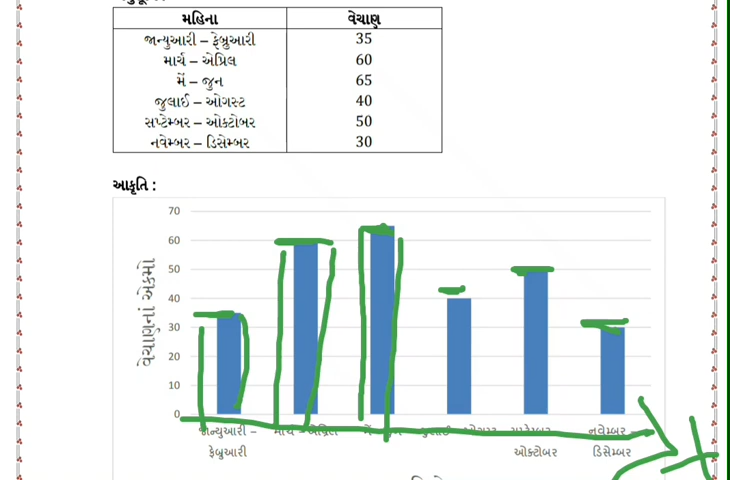 મહિના વેચાણ
જાન્યુઆરી – ફેબ્રુઆરી 35
માર્ચ – એપ્રિલ 60
મેં – જુન 65
જુલાઈ – ઓગસ્ટ 40
સપ્ટેમ્બર – ઓક્ટોબર 50
નવેમ્બર – ડિસેમ્બર 30
આકૃતિ :
70
60
50
40
30
20
10
0
વેચાણનાં એકમો
જાન્યુઆરી –
ફેબ્રુઆરી
માર્ચ – એપ્રિલ
નવેમ્બર –
ઓક્ટોબર
ડિસેમ્બર